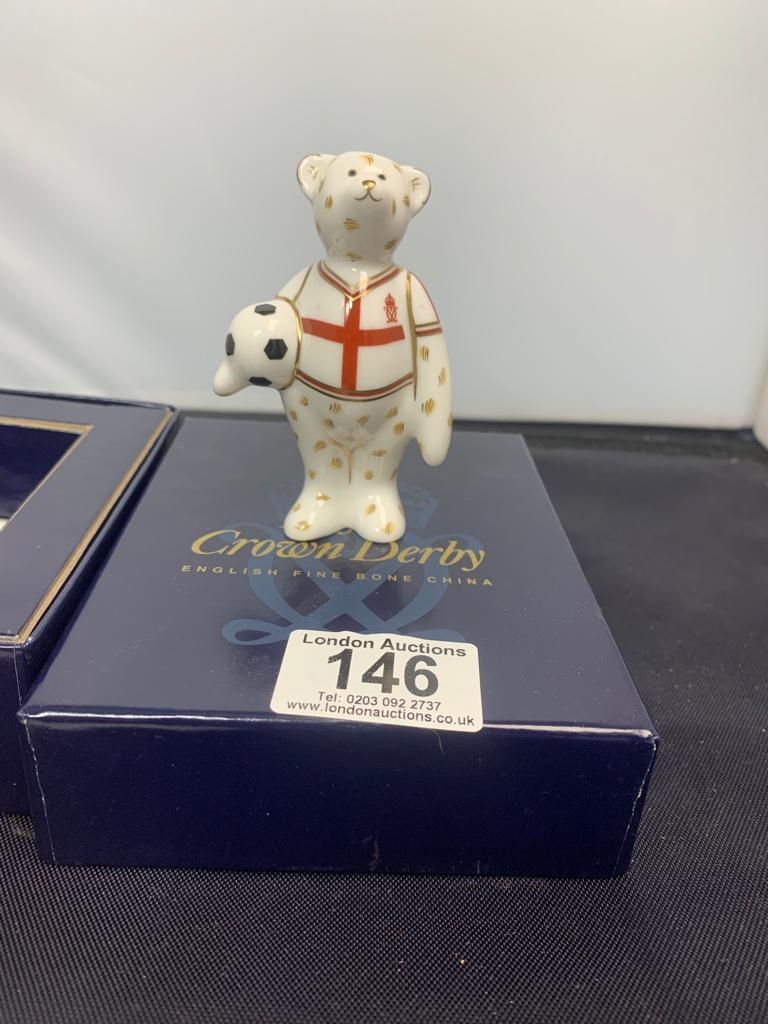 Crown Derby
ENGLISH FINE BONE CHINA
London Auctions
146
Tel: 0203 092 2737
www.londonauctions.co.uk